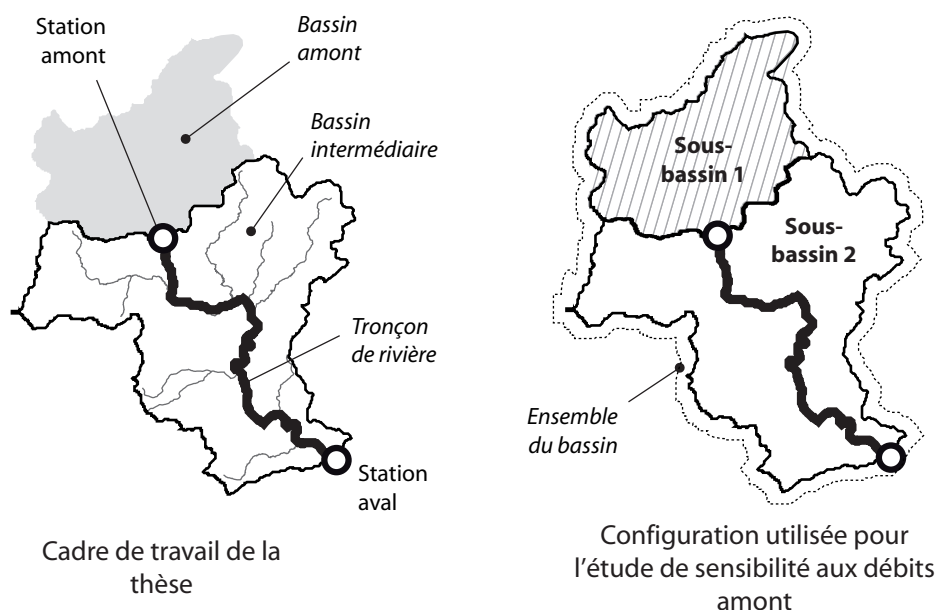 Station
amont
Bassin
amont
Bassin
intermédiaire
Tronçon
de rivière
Station
aval
Cadre de travail de la
thèse
Sous-
bassin 1
Sous-
bassin 2
Ensemble
du bassin
Configuration utilisée pour
l'étude de sensibilité aux débits
amont